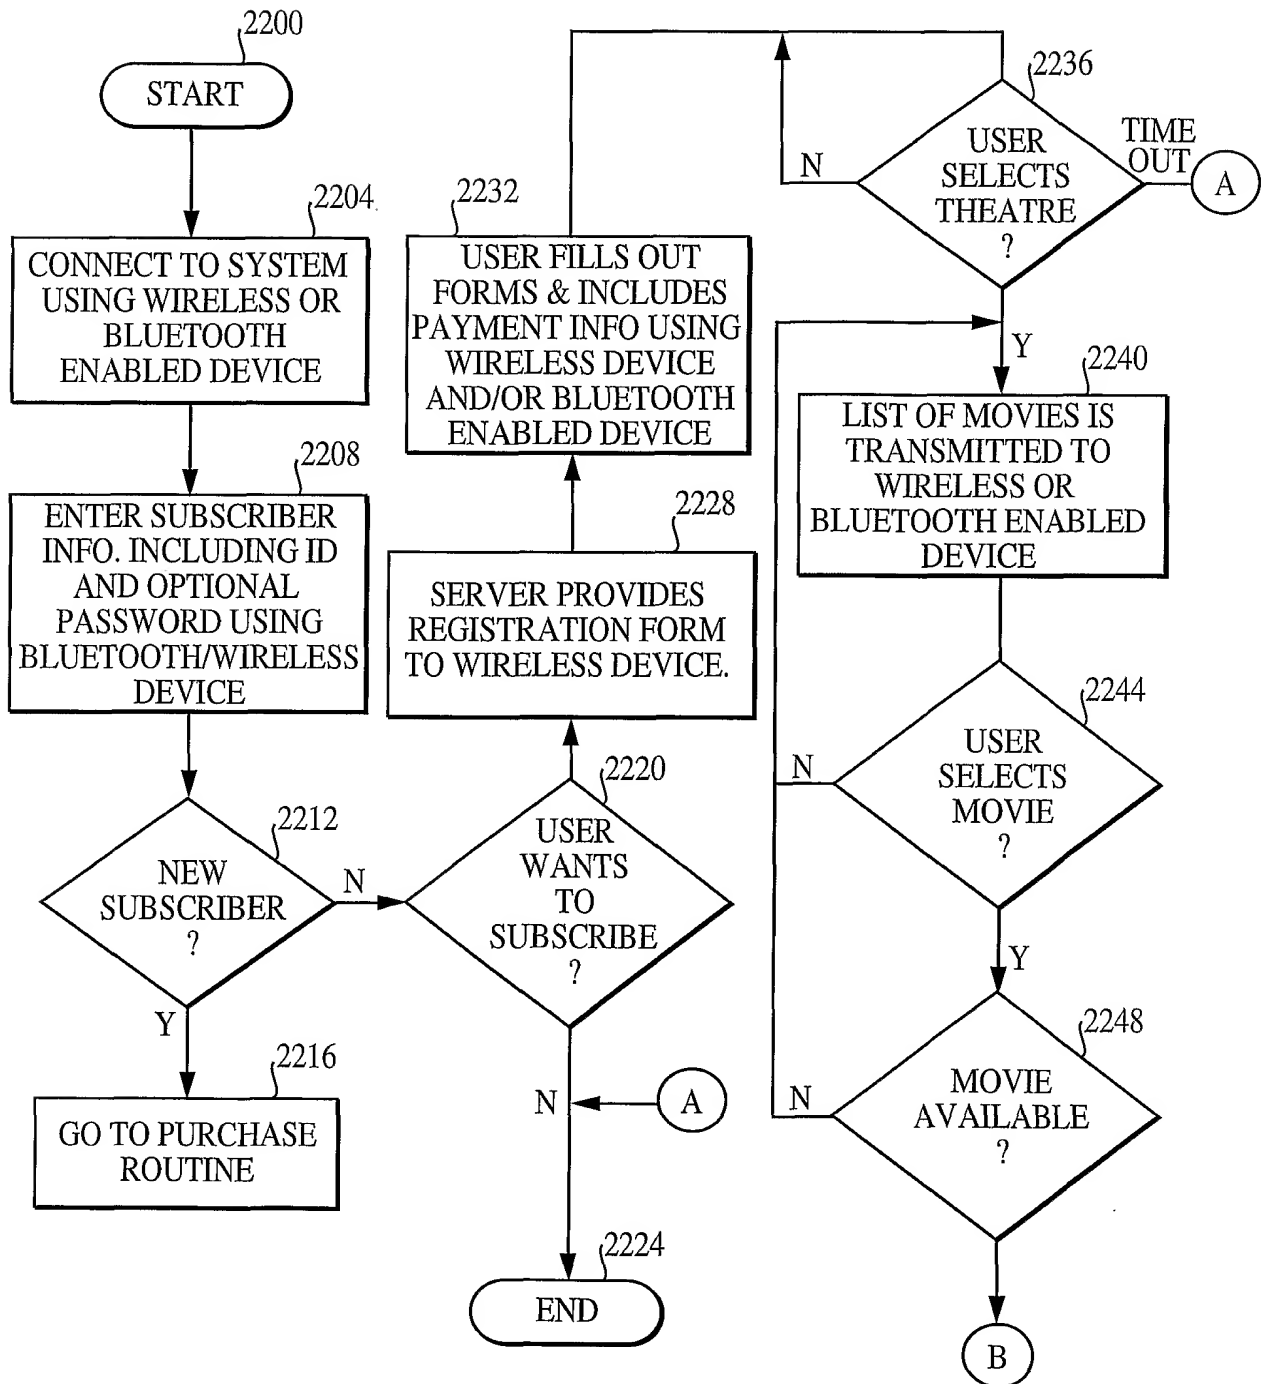 2200
START
2204
CONNECT TO SYSTEM
USING WIRELESS OR
BLUETOOTH
ENABLED DEVICE
2208
ENTER SUBSCRIBER
INFO. INCLUDING ID
AND OPTIONAL
PASSWORD USING
BLUETOOTH/WIRELESS
DEVICE
2212
NEW
SUBSCRIBER
?
N
Y
2216
GO TO PURCHASE
ROUTINE
2220
USER
WANTS
TO
SUBSCRIBE
?
N
A
2224
END
2228
SERVER PROVIDES
REGISTRATION FORM
TO WIRELESS DEVICE.
2232
USER FILLS OUT
FORMS & INCLUDES
PAYMENT INFO USING
WIRELESS DEVICE
AND/OR BLUETOOTH
ENABLED DEVICE
2236
USER
SELECTS
THEATRE
?
N
TIME
OUT
A
Y
2240
LIST OF MOVIES IS
TRANSMITTED TO
WIRELESS OR
BLUETOOTH ENABLED
DEVICE
2244
USER
SELECTS
MOVIE
?
N
Y
2248
MOVIE
AVAILABLE
?
N
B